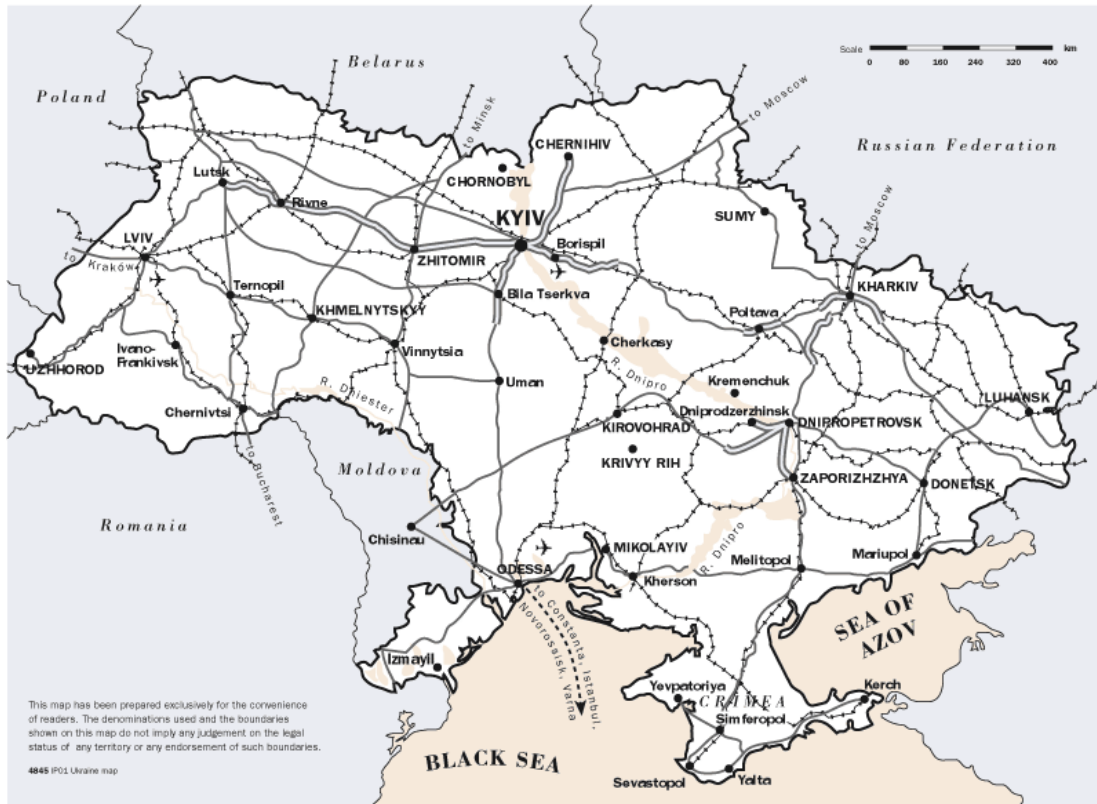 Belarus
Poland
Scale
km
0 80 160 240 320 400
to Minsk
to Moscow
Russian Federation
CHERNIHIV
CHORNOBYL
Lutsk
Rivne
KYIV
SUMY
to Moscow
LVIV
to Kraków
ZHITOMIR
Borispil
KHARKIV
Ternopil
Bila Tserkva
KHMELNYTSKYY
Poltava
UZHHOROD
Ivano-
Frankivsk
Vinnytsia
Cherkasy
R. Dniester
Uman
R. Dnipro
Kremenchuk
LUHANSK
Chernivtsi
Dniprodzerzhinsk
KIROVOHRAD
DNIPROPETROVSK
to Bucharest
Moldova
KRIVYY RIH
ZAPORIZHZHYA
DONETSK
Romania
Chisinau
R. Dnipro
MIKOLAYIV
Melitopol
Mariupol
ODESSA
Kherson
to Constanta, Istanbul,
Novorossisk, Varna
SEA OF
AZOV
Izmayil
Yevpatoriya
CRIMEA
Kerch
Simferopol
This map has been prepared exclusively for the convenience
of readers. The denominations used and the boundaries
shown on this map do not imply any judgement on the legal
status of any territory or any endorsement of such boundaries.
4845 IP01 Ukraine map
BLACK SEA
Sevastopol
Yalta